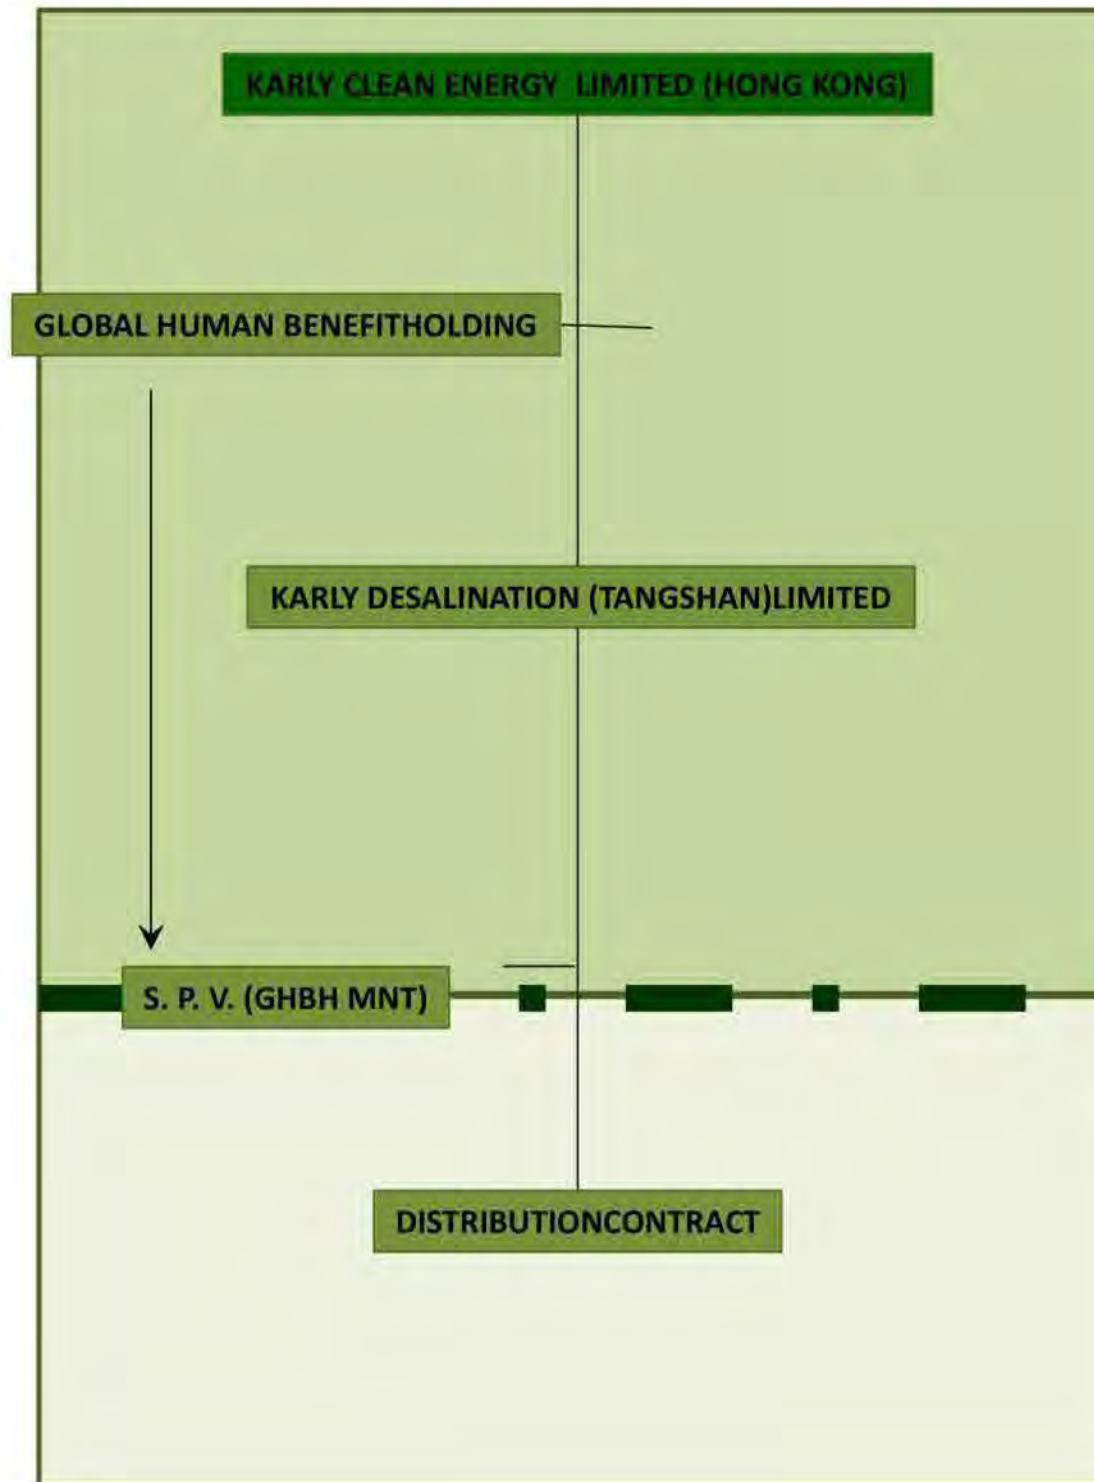 KARLY CLEAN ENERGY LIMITED (HONG KONG)
GLOBAL HUMAN BENEFITHOLDING
KARLY DESALINATION (TANGSHAN)LIMITED
S. P. V. (GHBH MNT)
DISTRIBUTIONCONTRACT